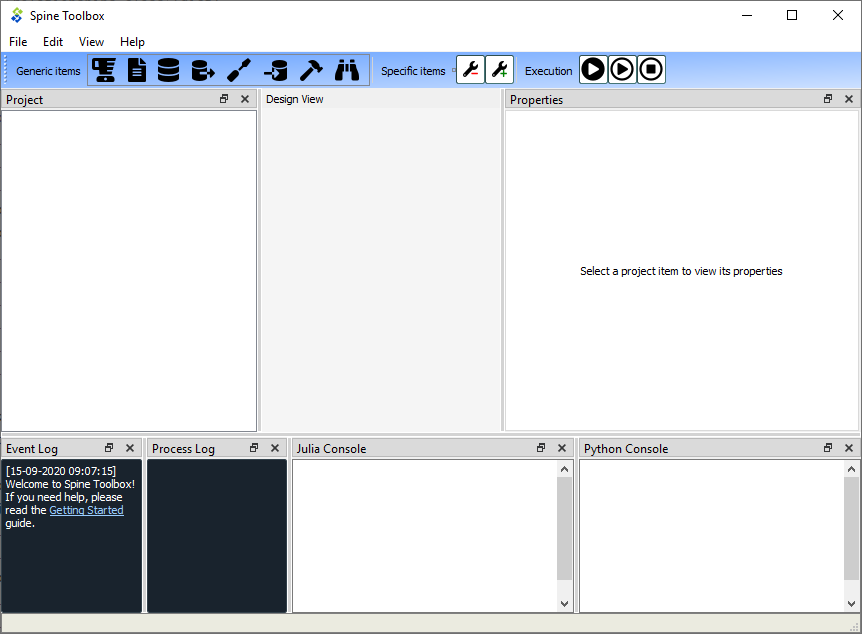 Spine Toolbox
File Edit View Help
Generic items Specific items Execution
Project Design View Properties
Select a project item to view its properties
Event Log Process Log Julia Console Python Console
[15-09-2020 09:07:15]
Welcome to Spine Toolbox!
If you need help, please
read the Getting Started
guide.